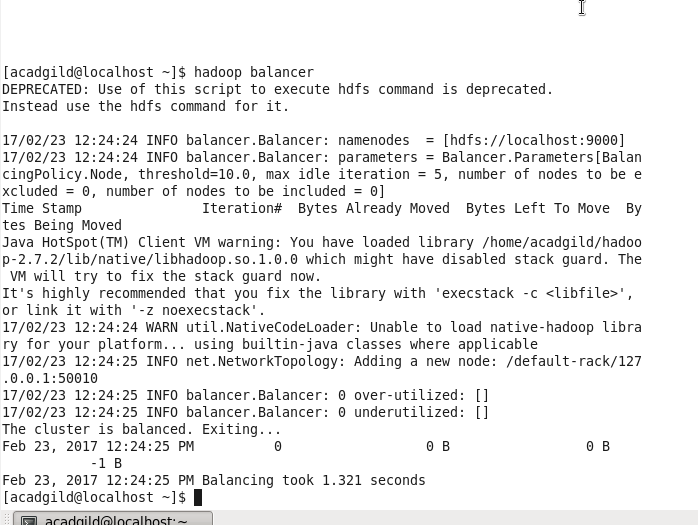 [acadgild@localhost ~]$ hadoop balancer
DEPRECATED: Use of this script to execute hdfs command is deprecated.
Instead use the hdfs command for it.
17/02/23 12:24:24 INFO balancer.Balancer: namenodes  = [hdfs://localhost:9000]
17/02/23 12:24:24 INFO balancer.Balancer: parameters = Balancer.Parameters[Balan
cingPolicy.Node, threshold=10.0, max idle iteration = 5, number of nodes to be e
xcluded = 0, number of nodes to be included = 0]
Time Stamp               Iteration#  Bytes Already Moved  Bytes Left To Move  By
tes Being Moved
Java HotSpot(TM) Client VM warning: You have loaded library /home/acadgild/hadoo
p-2.7.2/lib/native/libhadoop.so.1.0.0 which might have disabled stack guard. The
 VM will try to fix the stack guard now.
It's highly recommended that you fix the library with 'execstack -c <libfile>',
or link it with '-z noexecstack'.
17/02/23 12:24:24 WARN util.NativeCodeLoader: Unable to load native-hadoop libra
ry for your platform... using builtin-java classes where applicable
17/02/23 12:24:25 INFO net.NetworkTopology: Adding a new node: /default-rack/127
.0.0.1:50010
17/02/23 12:24:25 INFO balancer.Balancer: 0 over-utilized: []
17/02/23 12:24:25 INFO balancer.Balancer: 0 underutilized: []
The cluster is balanced. Exiting...
Feb 23, 2017 12:24:25 PM          0                  0 B                 0 B
           -1 B
Feb 23, 2017 12:24:25 PM Balancing took 1.321 seconds
[acadgild@localhost ~]$
acadgild@localhost:~